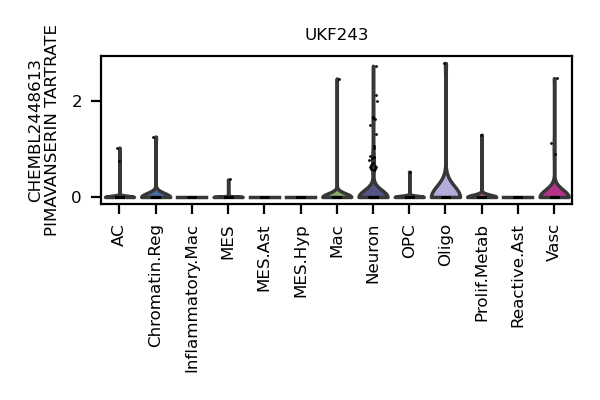 UKF243
CHEMBL2448613
PIMAVANSERIN TARTRATE
2
0
AC
Chromatin.Reg
Inflammatory.Mac
MES
MES.Ast
MES.Hyp
Mac
Neuron
OPC
Oligo
Prolif.Metab
Reactive.Ast
Vasc